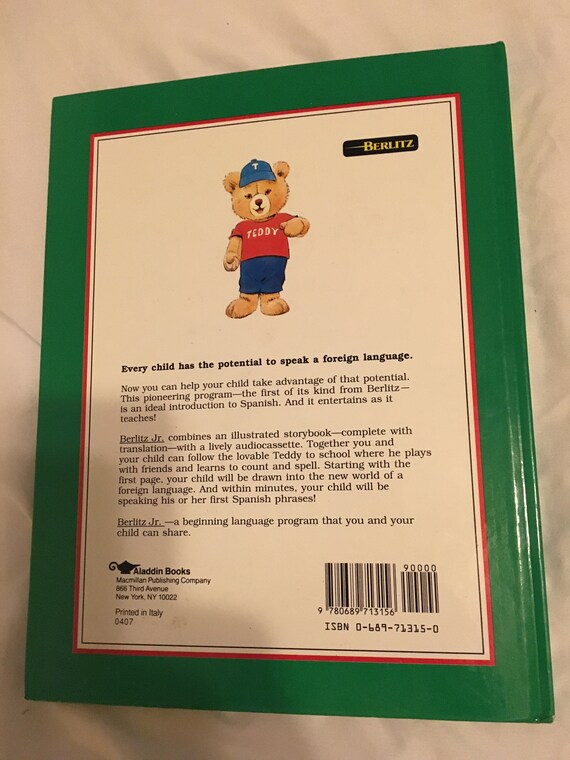 BERLITZ
T
TEDDY
Every child has the potential to speak a foreign language.
Now you can help your child take advantage of that potential.
This pioneering program—the first of its kind from Berlitz—
is an ideal introduction to Spanish. And it entertains as it
teaches!
Berlitz Jr. combines an illustrated storybook—complete with
translation—with a lively audiocassette. Together you and
your child can follow the lovable Teddy to school where he plays
with friends and learns to count and spell. Starting with the
first page, your child will be drawn into the new world of a
foreign language. And within minutes, your child will be
speaking his or her first Spanish phrases!
Berlitz Jr.—a beginning language program that you and your
child can share.
Aladdin Books
Macmillan Publishing Company
866 Third Avenue
New York, NY 10022
Printed in Italy
0407
90000
9 780689 713156
ISBN 0-689-71315-0